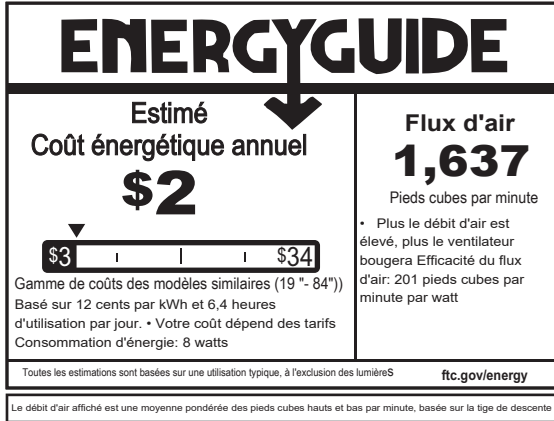 ENERGYGUIDE
Estimé
Coût énergétique annuel
$2
$3 $34
Gamme de coûts des modèles similaires (19 "- 84"))
Basé sur 12 cents par kWh et 6,4 heures
d'utilisation par jour. • Votre coût dépend des tarifs
Consommation d'énergie: 8 watts
Flux d'air
1,637
Pieds cubes par minute
• Plus le débit d'air est
élevé, plus le ventilateur
bougera Efficacité du flux
d'air: 201 pieds cubes par
minute par watt
Toutes les estimations sont basées sur une utilisation typique, à l'exclusion des lumièreS
ftc.gov/energy
Le débit d'air affiché est une moyenne pondérée des pieds cubes hauts et bas par minute, basée sur la tige de descente